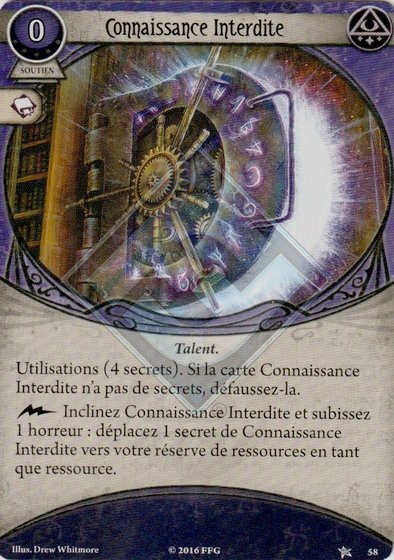 0
Connaissance Interdite
SOUTIEN
Talent.
Utilisations (4 secrets). Si la carte Connaissance
Interdite n'a pas de secrets, défaussez-la.
Inclinez Connaissance Interdite et subissez
1 horreur : déplacez 1 secret de Connaissance
Interdite vers votre réserve de ressources en tant
que ressource.
Illus. Drew Whitmore
© 2016 FFG
58